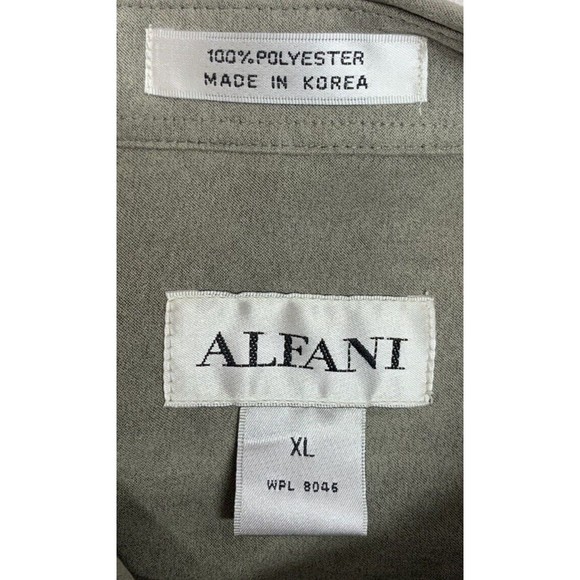 100% POLYESTER
MADE IN KOREA
ALFANI
XL
WPL 8046